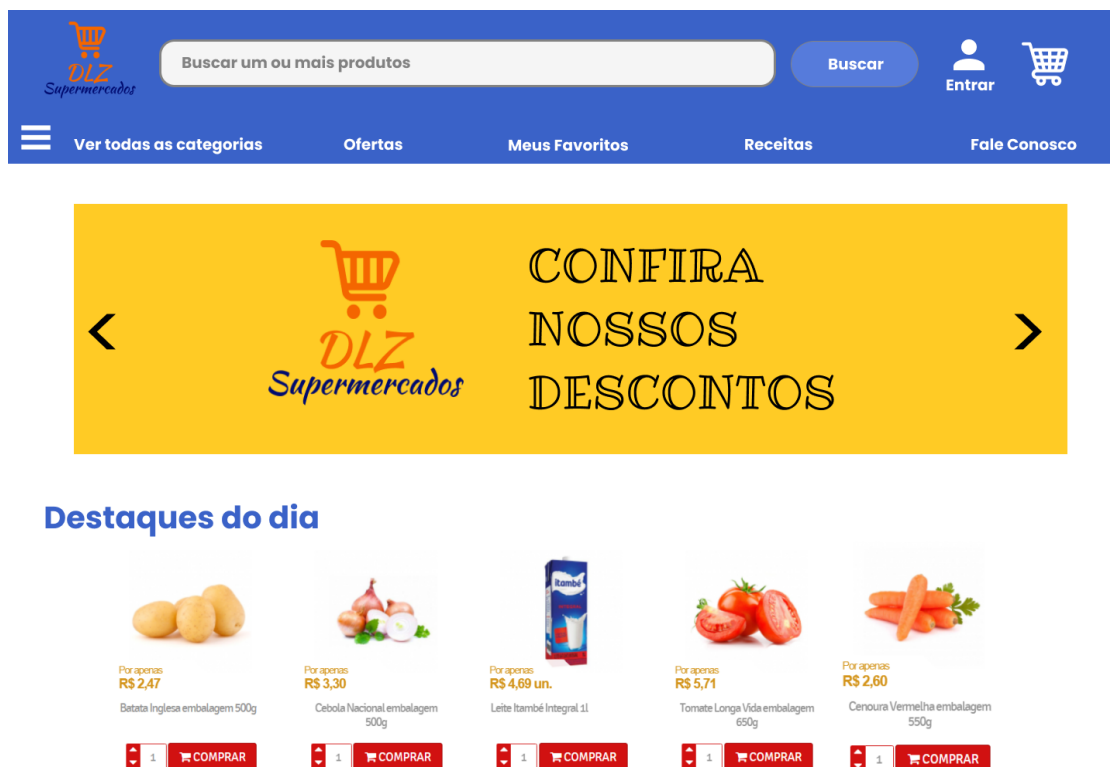 DLZ
Supermercados
Buscar um ou mais produtos
Buscar
Entrar
Ver todas as categorias
Ofertas
Meus Favoritos
Receitas
Fale Conosco
DLZ
Supermercados
CONFIRA
NOSSOS
DESCONTOS
Destaques do dia
itambé
Por apenas
R$ 2,47
Batata Inglesa embalagem 500g
1
COMPRAR
Por apenas
R$ 3,30
Cebola Nacional embalagem
500g
1
COMPRAR
Por apenas
R$ 4,69 un.
Leite Itambé Integral 1l
1
COMPRAR
Por apenas
R$ 5,71
Tomate Longa Vida embalagem
650g
1
COMPRAR
Por apenas
R$ 2,60
Cenoura Vermelha embalagem
550g
1
COMPRAR